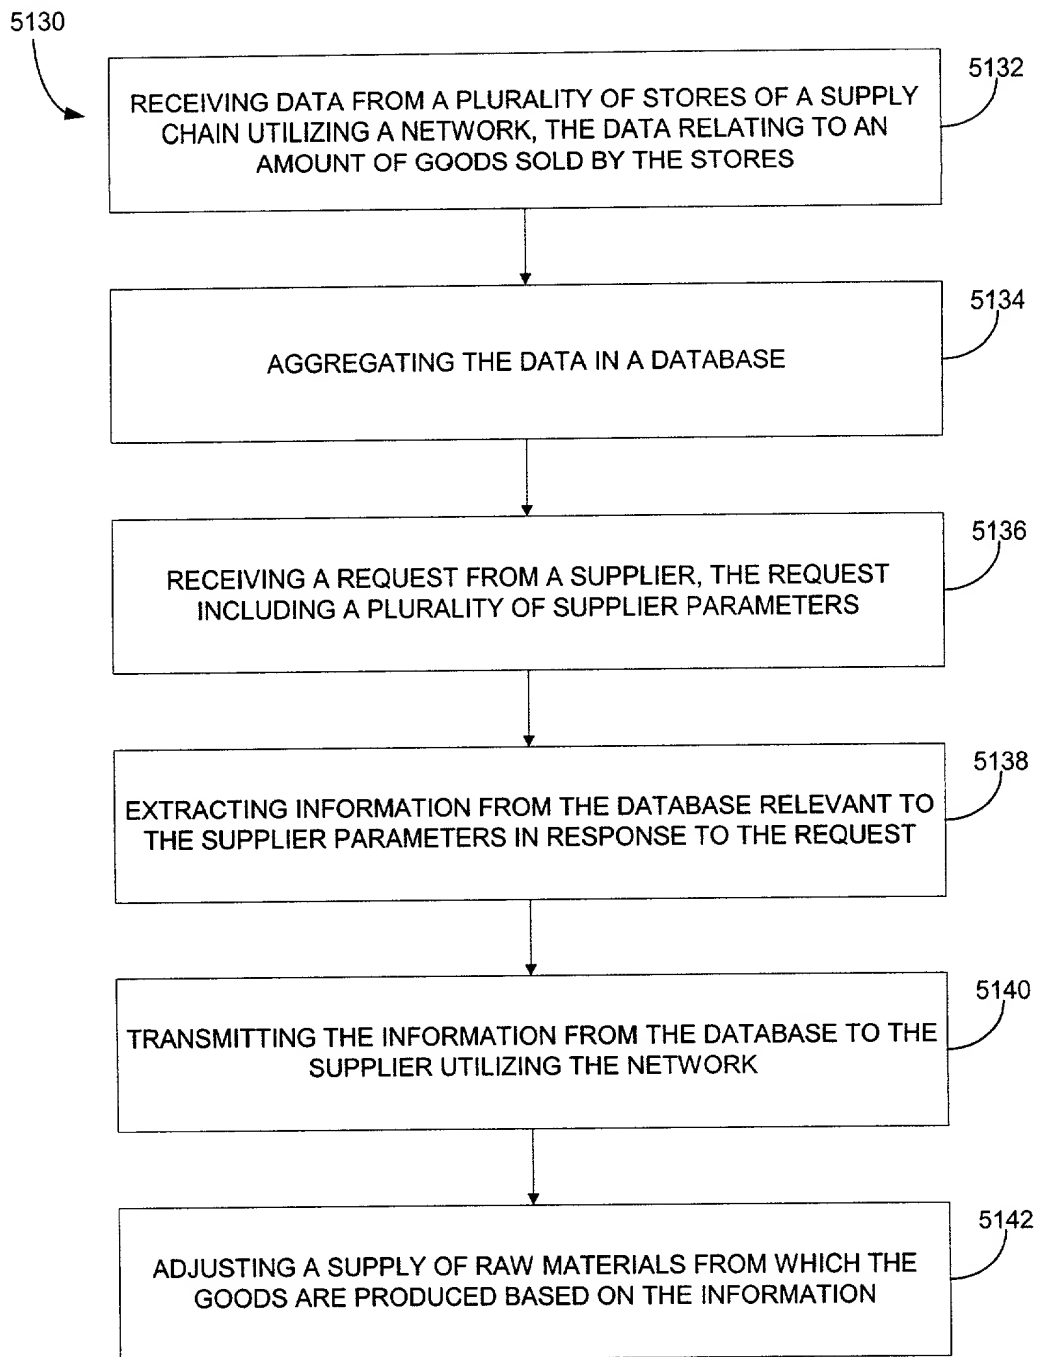 5130
5132
RECEIVING DATA FROM A PLURALITY OF STORES OF A SUPPLY
CHAIN UTILIZING A NETWORK, THE DATA RELATING TO AN
AMOUNT OF GOODS SOLD BY THE STORES
5134
AGGREGATING THE DATA IN A DATABASE
5136
RECEIVING A REQUEST FROM A SUPPLIER, THE REQUEST
INCLUDING A PLURALITY OF SUPPLIER PARAMETERS
5138
EXTRACTING INFORMATION FROM THE DATABASE RELEVANT TO
THE SUPPLIER PARAMETERS IN RESPONSE TO THE REQUEST
5140
TRANSMITTING THE INFORMATION FROM THE DATABASE TO THE
SUPPLIER UTILIZING THE NETWORK
5142
ADJUSTING A SUPPLY OF RAW MATERIALS FROM WHICH THE
GOODS ARE PRODUCED BASED ON THE INFORMATION